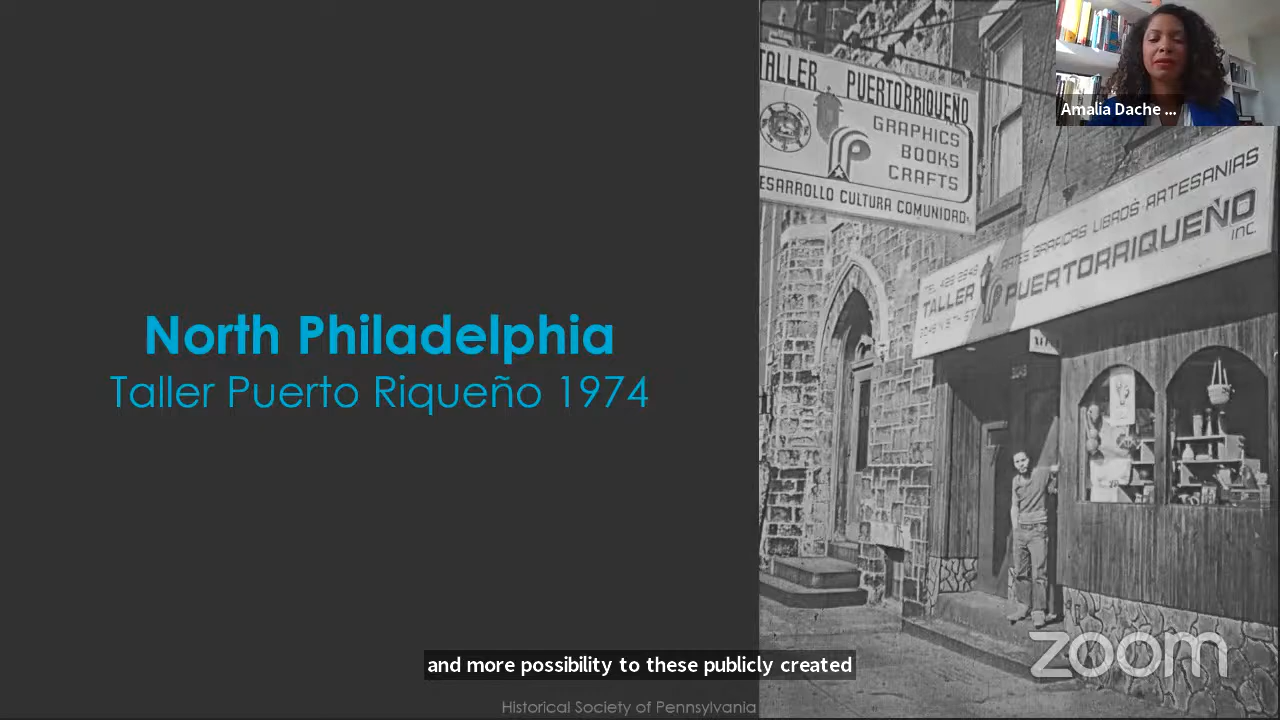 North Philadelphia
Taller Puerto Riqueño 1974
Amalia Dache ...
TALLER PUERTORRIQUEÑO
GRAPHICS
BOOKS
CRAFTS
ESARROLLO CULTURA COMUNIDAD
ARTES GRAFICAS LIBROS ARTESANIAS
TALLER PUERTORRIQUEÑO
INC.
and more possibility to these publicly created
zoom
Historical Society of Pennsylvania